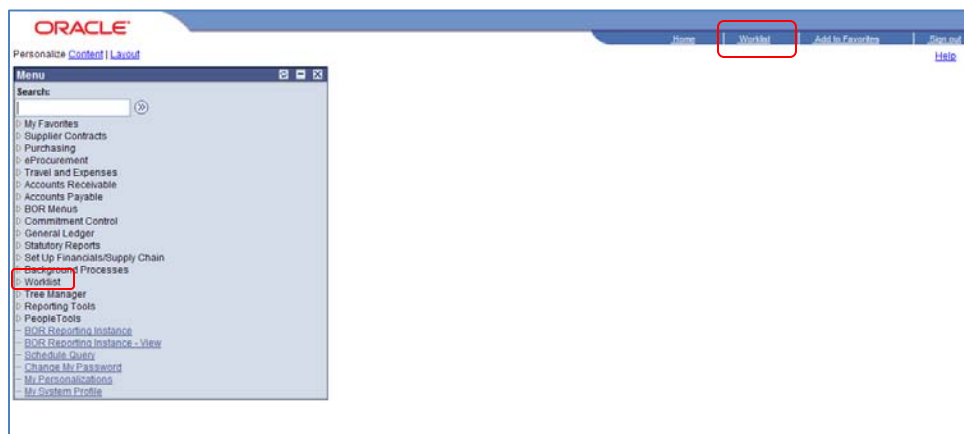 ORACLE
Home | Worklist | Add to Favorites | Sign out
Personalize Content | Layout
Help
Menu
Search:
My Favorites
Supplier Contracts
Purchasing
eProcurement
Travel and Expenses
Accounts Receivable
Accounts Payable
BOR Menus
Commitment Control
General Ledger
Statutory Reports
Set Up Financials/Supply Chain
Background Processes
Worklist
Tree Manager
Reporting Tools
PeopleTools
BOR Reporting Instance
BOR Reporting Instance - View
Schedule Query
Change My Password
My Personalizations
My System Profile